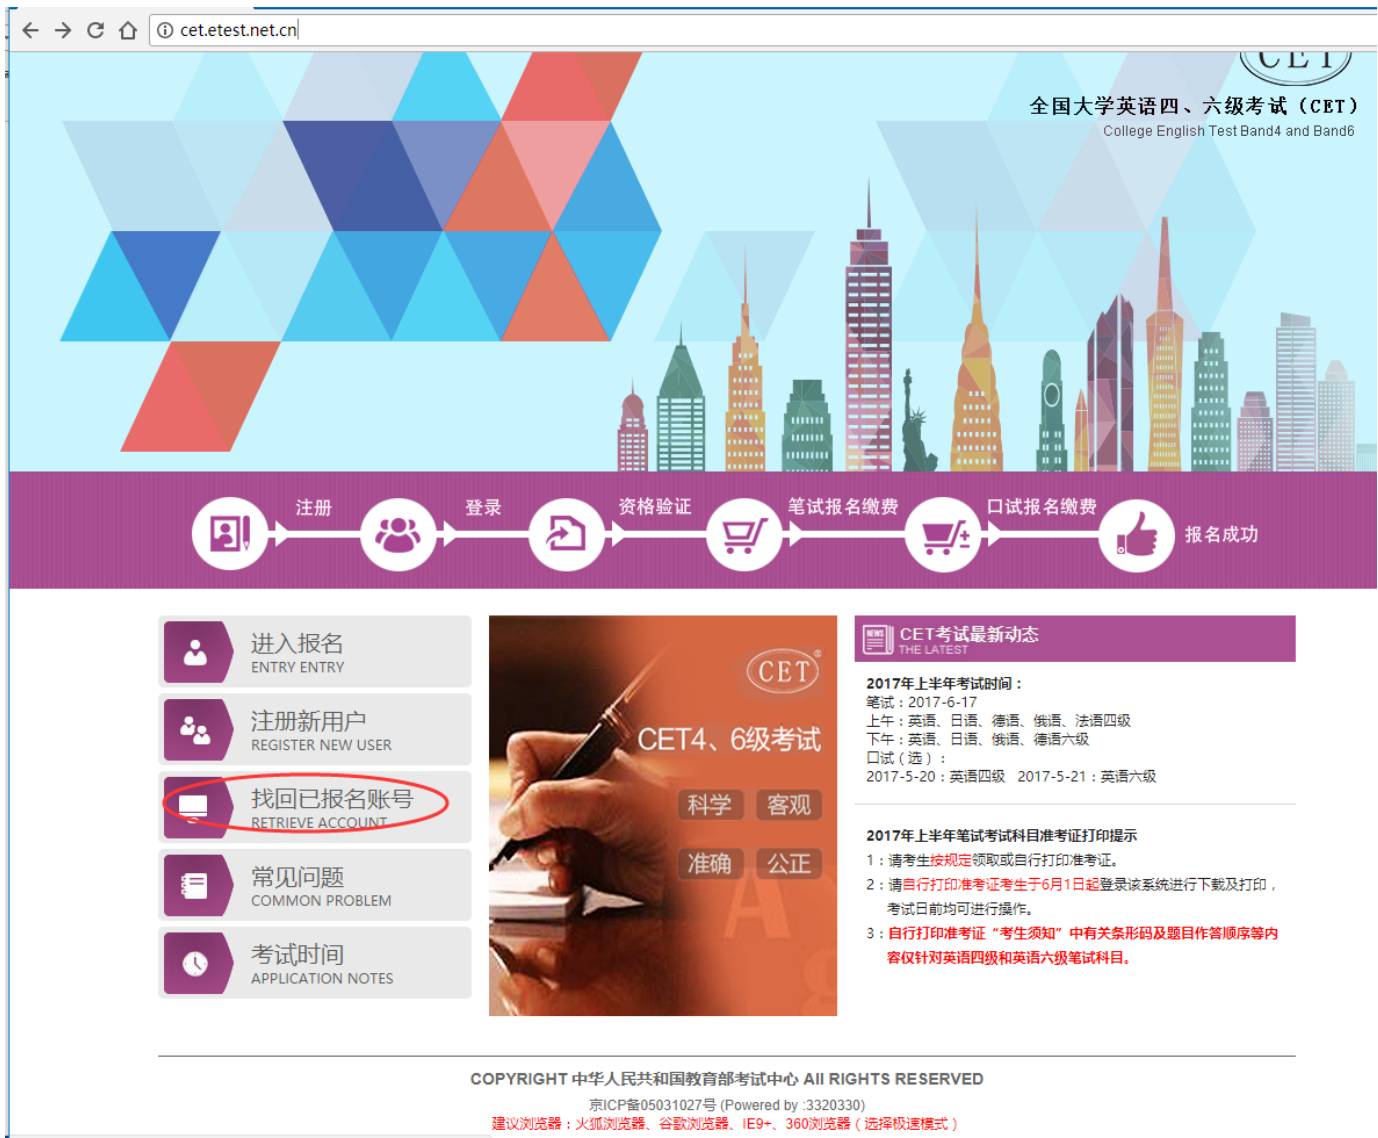 cet.etest.net.cn
CET
全国大学英语四、六级考试（CET）
College English Test Band4 and Band6
注册
登录
资格验证
笔试报名缴费
口试报名缴费
报名成功
进入报名
ENTRY ENTRY
注册新用户
REGISTER NEW USER
找回已报名账号
RETRIEVE ACCOUNT
常见问题
COMMON PROBLEM
考试时间
APPLICATION NOTES
CET®
CET4、6级考试
科学 客观
准确 公正
NEWS
CET考试最新动态
THE LATEST
2017年上半年考试时间：
笔试：2017-6-17
上午：英语、日语、德语、俄语、法语四级
下午：英语、日语、俄语、德语六级
口试（选）：
2017-5-20：英语四级 2017-5-21：英语六级
2017年上半年笔试考试科目准考证打印提示
1：请考生按规定领取或自行打印准考证。
2：请自行打印准考证考生于6月1日起登录该系统进行下载及打印，
考试日前均可进行操作。
3：自行打印准考证“考生须知”中有关条形码及题目作答顺序等内
容仅针对英语四级和英语六级笔试科目。
COPYRIGHT 中华人民共和国教育部考试中心 All RIGHTS RESERVED
京ICP备05031027号 (Powered by :3320330)
建议浏览器：火狐浏览器、谷歌浏览器、IE9+、360浏览器（选择极速模式）